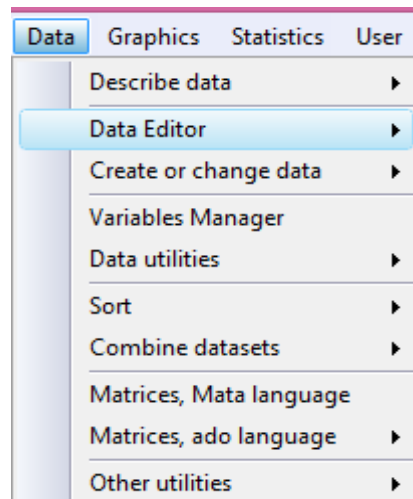 Data Graphics Statistics User
Describe data
Data Editor
Create or change data
Variables Manager
Data utilities
Sort
Combine datasets
Matrices, Mata language
Matrices, ado language
Other utilities